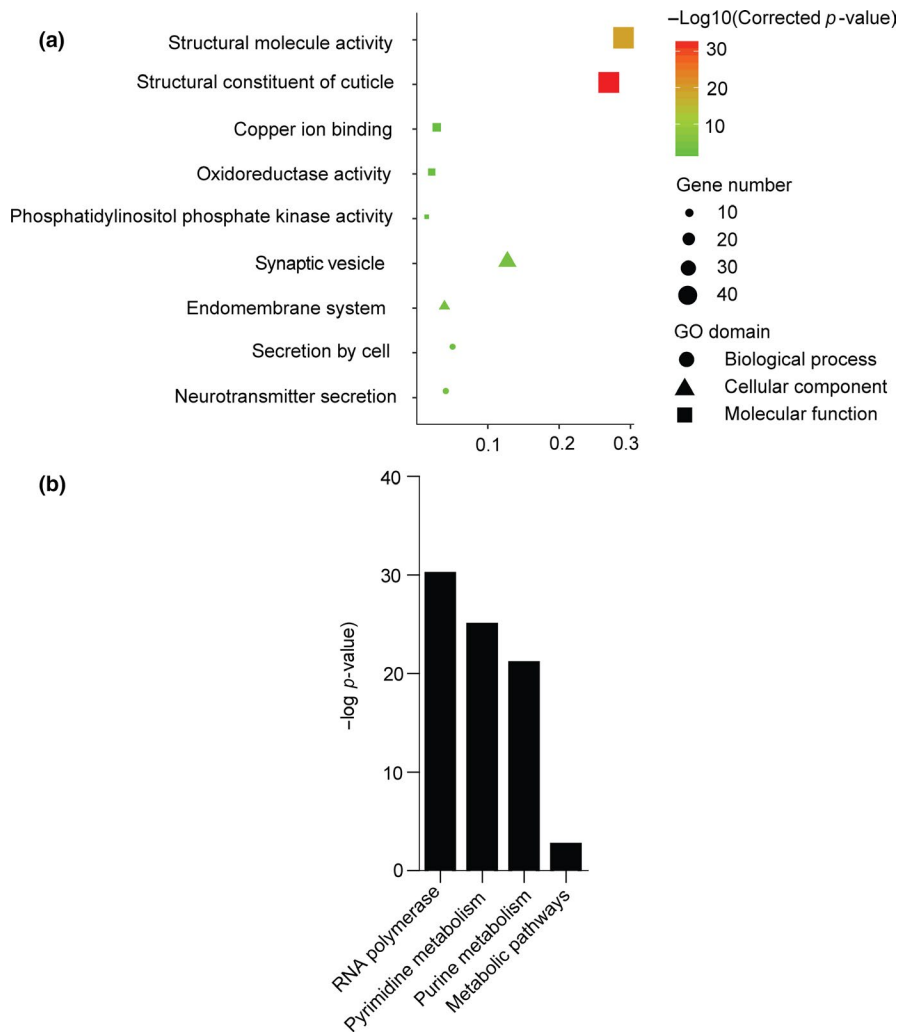 (a)
Structural molecule activity
Structural constituent of cuticle
Copper ion binding
Oxidoreductase activity
Phosphatidylinositol phosphate kinase activity
Synaptic vesicle
Endomembrane system
Secretion by cell
Neurotransmitter secretion
0.1 0.2 0.3
−Log10(Corrected p-value)
30
20
10
Gene number
10
20
30
40
GO domain
Biological process
Cellular component
Molecular function
(b)
−log p-value)
40
30
20
10
0
RNA polymerase
Pyrimidine metabolism
Purine metabolism
Metabolic pathways